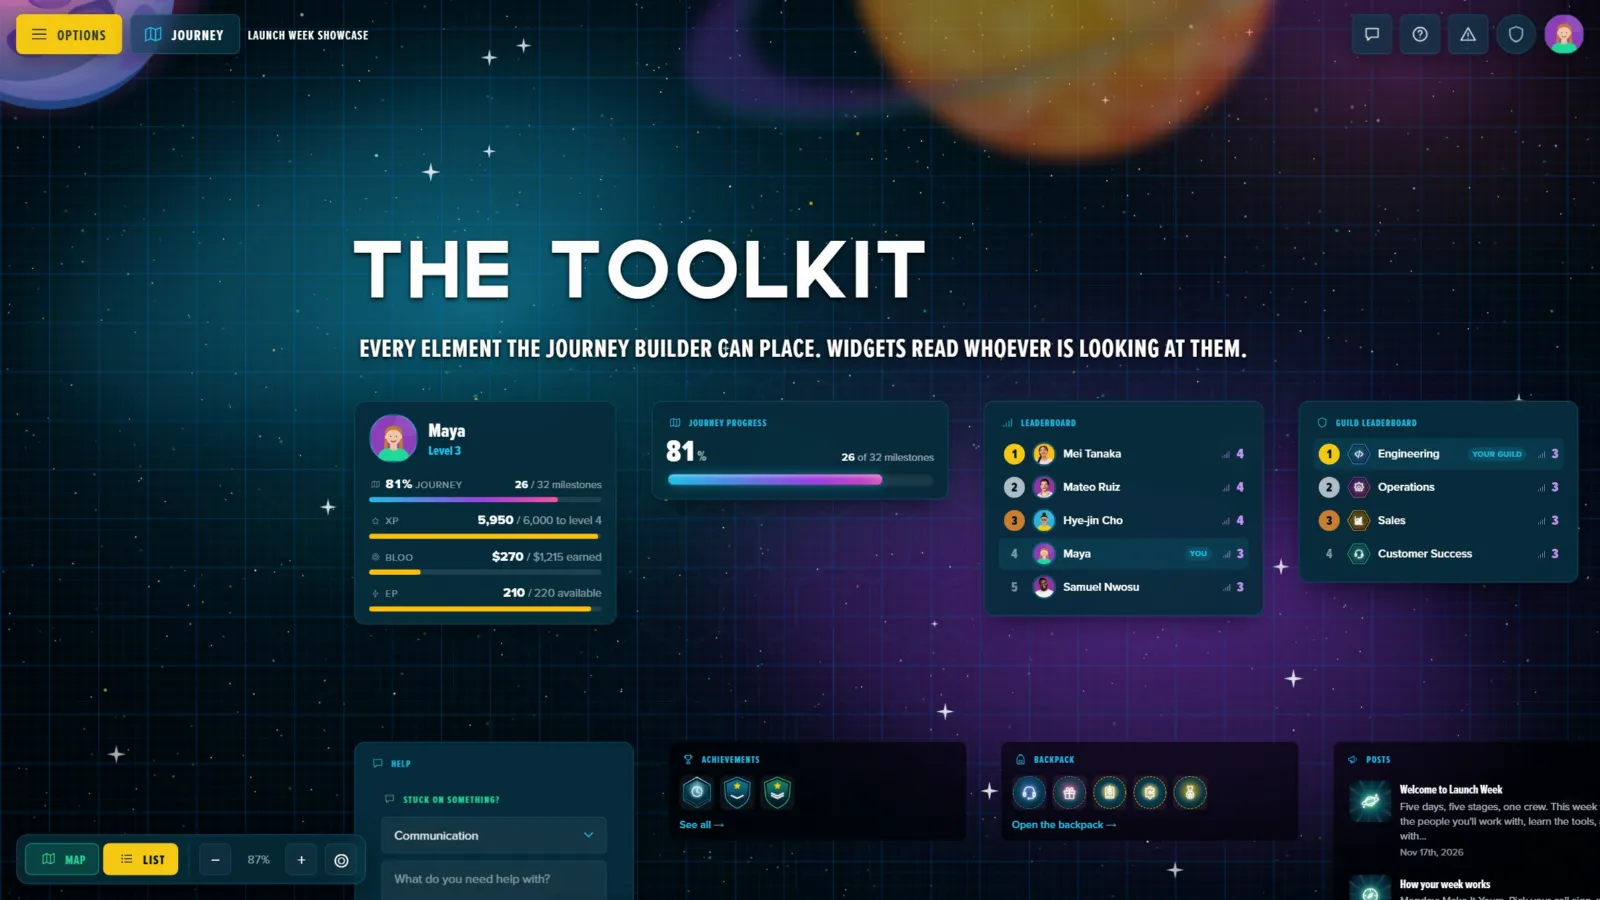 OPTIONS
JOURNEY
LAUNCH WEEK SHOWCASE
THE TOOLKIT
EVERY ELEMENT THE JOURNEY BUILDER CAN PLACE. WIDGETS READ WHOEVER IS LOOKING AT THEM.
Maya
Level 3
81% JOURNEY 26 / 32 milestones
XP 5,950 / 6,000 to level 4
BLOO $270 / $1,215 earned
EP 210 / 220 available
JOURNEY PROGRESS
81% 26 of 32 milestones
LEADERBOARD
1 Mei Tanaka 4
2 Mateo Ruiz 4
3 Hye-jin Cho 4
4 Maya YOU 3
5 Samuel Nwosu 3
GUILD LEADERBOARD
1 Engineering YOUR GUILD 3
2 Operations 3
3 Sales 3
4 Customer Success 3
HELP
STUCK ON SOMETHING?
Communication
What do you need help with?
ACHIEVEMENTS
See all →
BACKPACK
Open the backpack →
POSTS
Welcome to Launch Week
Five days, five stages, one crew. This week
the people you'll work with, learn the tools,
with...
Nov 17th, 2026
How your week works
MAP
LIST
− 87% +